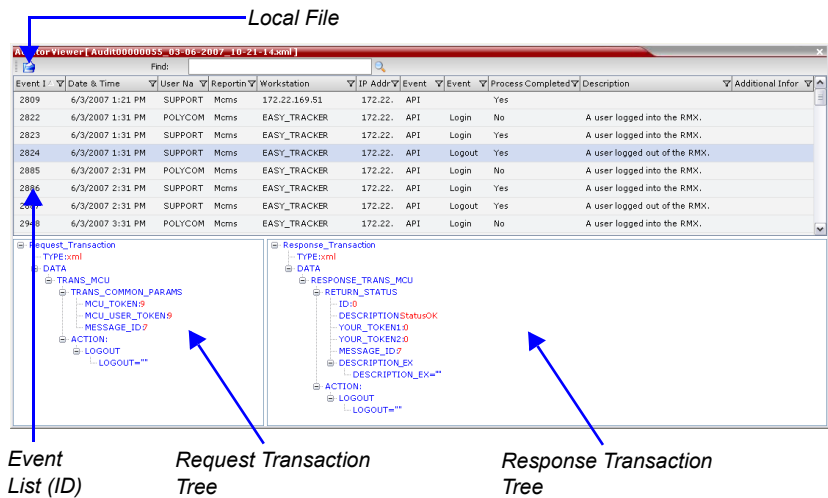 Local File
Auditor Viewer [ Audit00000055_03-06-2007_10-21-14.xml ]
Find:
Event I Date & Time User Na Reportin Workstation IP Addr Event Event Process Completed Description Additional Infor
2809 6/3/2007 1:21 PM SUPPORT Mcms 172.22.169.51 172.22. API Yes
2822 6/3/2007 1:31 PM POLYCOM Mcms EASY_TRACKER 172.22. API Login No A user logged into the RMX.
2823 6/3/2007 1:31 PM SUPPORT Mcms EASY_TRACKER 172.22. API Login Yes A user logged into the RMX.
2824 6/3/2007 1:31 PM SUPPORT Mcms EASY_TRACKER 172.22. API Logout Yes A user logged out of the RMX.
2885 6/3/2007 2:31 PM POLYCOM Mcms EASY_TRACKER 172.22. API Login No A user logged into the RMX.
2886 6/3/2007 2:31 PM SUPPORT Mcms EASY_TRACKER 172.22. API Login Yes A user logged into the RMX.
6/3/2007 2:31 PM SUPPORT Mcms EASY_TRACKER 172.22. API Logout Yes A user logged out of the RMX.
2948 6/3/2007 3:31 PM POLYCOM Mcms EASY_TRACKER 172.22. API Login No A user logged into the RMX.
Request_Transaction
TYPE:xml
DATA
TRANS_MCU
TRANS_COMMON_PARAMS
MCU_TOKEN:9
MCU_USER_TOKEN:9
MESSAGE_ID:7
ACTION:
LOGOUT
LOGOUT=""
Response_Transaction
TYPE:xml
DATA
RESPONSE_TRANS_MCU
RETURN_STATUS
ID:0
DESCRIPTION:StatusOK
YOUR_TOKEN1:0
YOUR_TOKEN2:0
MESSAGE_ID:7
DESCRIPTION_EX
DESCRIPTION_EX=""
ACTION:
LOGOUT
LOGOUT=""
Event
List (ID)
Request Transaction
Tree
Response Transaction
Tree